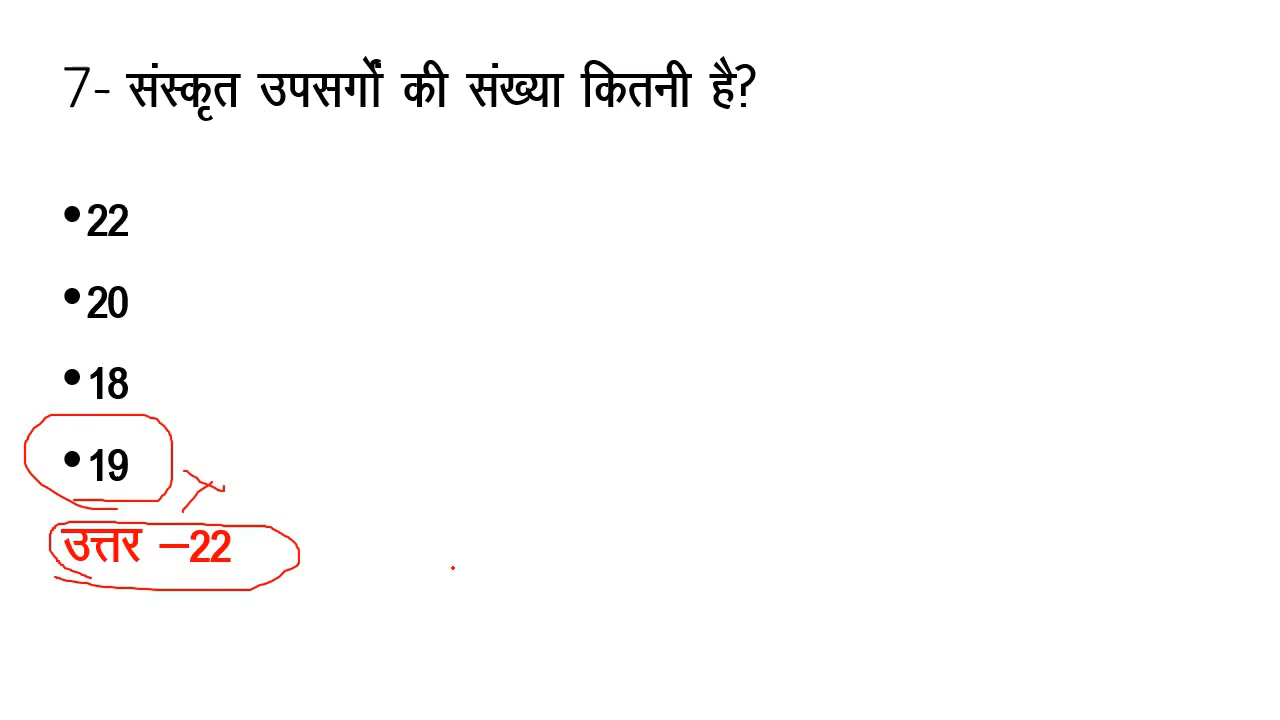 7- संस्कृत उपसर्गों की संख्या कितनी है?
•22
•20
•18
•19
उत्तर –22